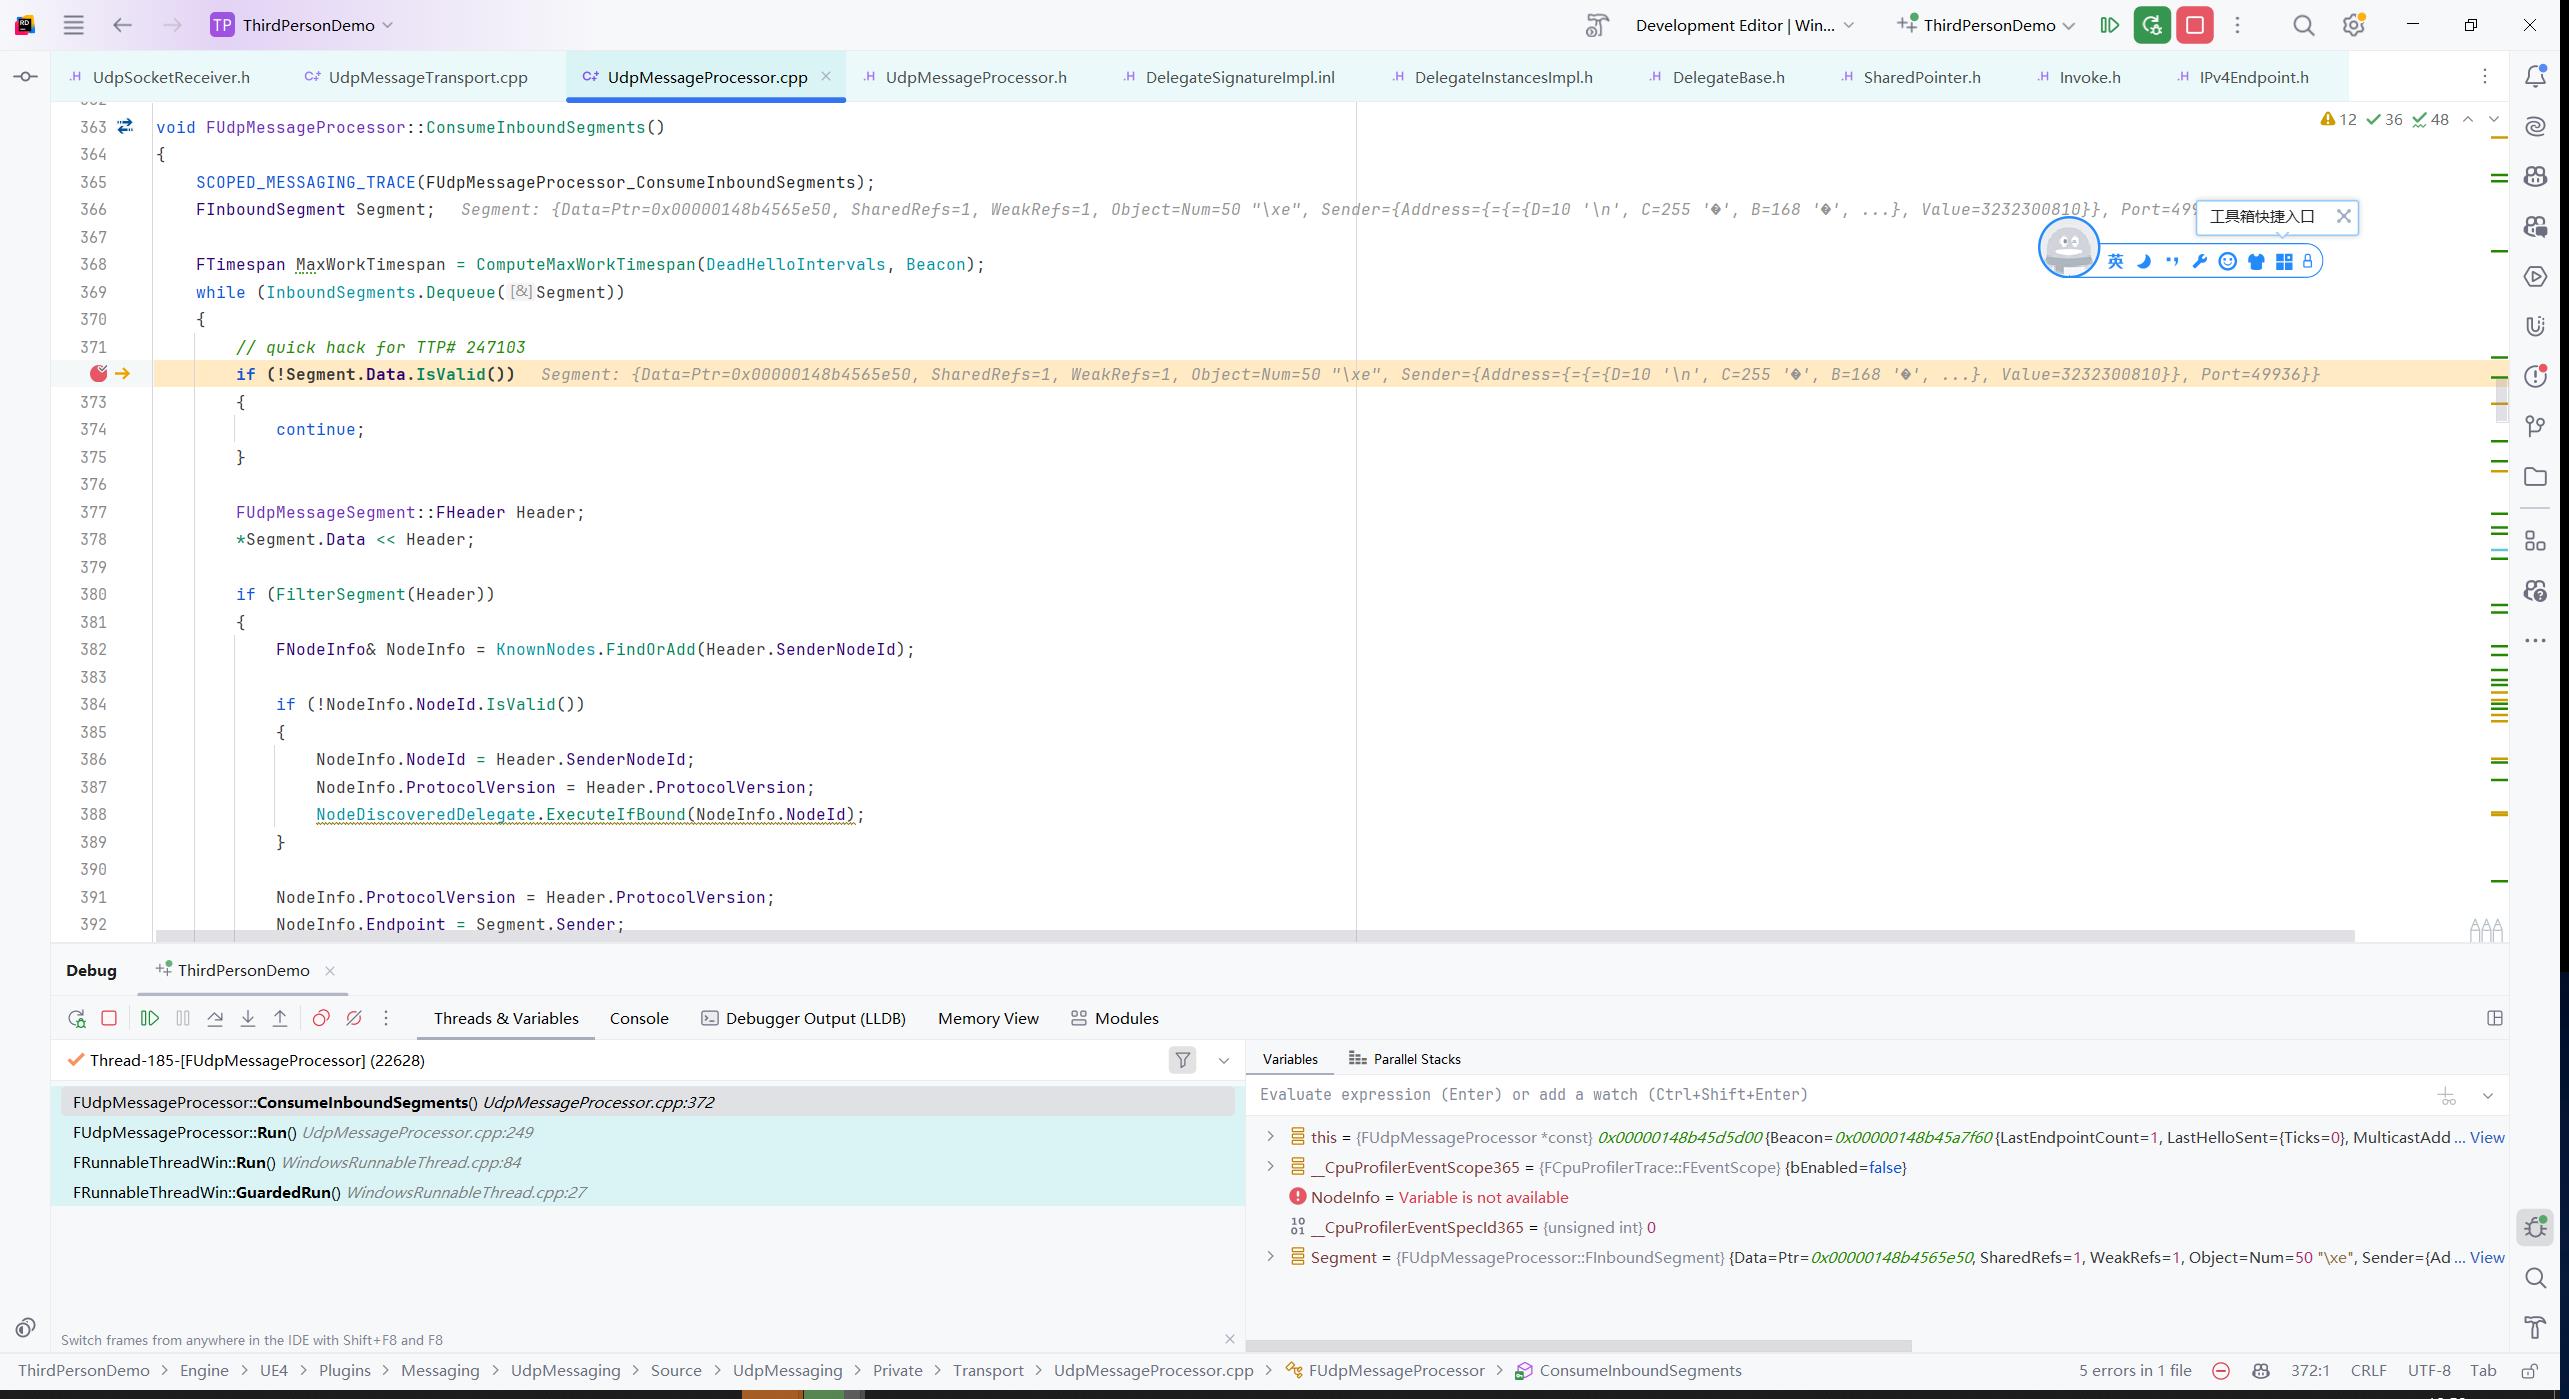 TP ThirdPersonDemo Development Editor | Win... ThirdPersonDemo
UdpSocketReceiver.h UdpMessageTransport.cpp UdpMessageProcessor.cpp UdpMessageProcessor.h DelegateSignatureImpl.inl DelegateInstancesImpl.h DelegateBase.h SharedPointer.h Invoke.h IPv4Endpoint.h
12 36 48
363 void FUdpMessageProcessor::ConsumeInboundSegments()
364 {
365 SCOPED_MESSAGING_TRACE(FUdpMessageProcessor_ConsumeInboundSegments);
366 FInboundSegment Segment; Segment: {Data=Ptr=0x00000148b4565e50, SharedRefs=1, WeakRefs=1, Object=Num=50 "\xe", Sender={Address={={={D=10 '\n', C=255 '�', B=168 '�', ...}, Value=3232300810}}, Port=49
工具箱快捷入口
英
367
368 FTimespan MaxWorkTimespan = ComputeMaxWorkTimespan(DeadHelloIntervals, Beacon);
369 while (InboundSegments.Dequeue([&]Segment))
370 {
371 // quick hack for TTP# 247103
if (!Segment.Data.IsValid()) Segment: {Data=Ptr=0x00000148b4565e50, SharedRefs=1, WeakRefs=1, Object=Num=50 "\xe", Sender={Address={={={D=10 '\n', C=255 '�', B=168 '�', ...}, Value=3232300810}}, Port=49936}}
373 {
374 continue;
375 }
376
377 FUdpMessageSegment::FHeader Header;
378 *Segment.Data << Header;
379
380 if (FilterSegment(Header))
381 {
382 FNodeInfo& NodeInfo = KnownNodes.FindOrAdd(Header.SenderNodeId);
383
384 if (!NodeInfo.NodeId.IsValid())
385 {
386 NodeInfo.NodeId = Header.SenderNodeId;
387 NodeInfo.ProtocolVersion = Header.ProtocolVersion;
388 NodeDiscoveredDelegate.ExecuteIfBound(NodeInfo.NodeId);
389 }
390
391 NodeInfo.ProtocolVersion = Header.ProtocolVersion;
392 NodeInfo.Endpoint = Segment.Sender;
Debug ThirdPersonDemo
Threads & Variables Console Debugger Output (LLDB) Memory View Modules
Thread-185-[FUdpMessageProcessor] (22628)
FUdpMessageProcessor::ConsumeInboundSegments() UdpMessageProcessor.cpp:372
FUdpMessageProcessor::Run() UdpMessageProcessor.cpp:249
FRunnableThreadWin::Run() WindowsRunnableThread.cpp:84
FRunnableThreadWin::GuardedRun() WindowsRunnableThread.cpp:27
Switch frames from anywhere in the IDE with Shift+F8 and F8
Variables Parallel Stacks
Evaluate expression (Enter) or add a watch (Ctrl+Shift+Enter)
this = {FUdpMessageProcessor *const} 0x00000148b45d5d00 {Beacon=0x00000148b45a7f60 {LastEndpointCount=1, LastHelloSent={Ticks=0}, MulticastAdd ... View
__CpuProfilerEventScope365 = {FCpuProfilerTrace::FEventScope} {bEnabled=false}
NodeInfo = Variable is not available
__CpuProfilerEventSpecId365 = {unsigned int} 0
Segment = {FUdpMessageProcessor::FInboundSegment} {Data=Ptr=0x00000148b4565e50, SharedRefs=1, WeakRefs=1, Object=Num=50 "\xe", Sender={Ad ... View
ThirdPersonDemo > Engine > UE4 > Plugins > Messaging > UdpMessaging > Source > UdpMessaging > Private > Transport > UdpMessageProcessor.cpp > FUdpMessageProcessor > ConsumeInboundSegments 5 errors in 1 file 372:1 CRLF UTF-8 Tab